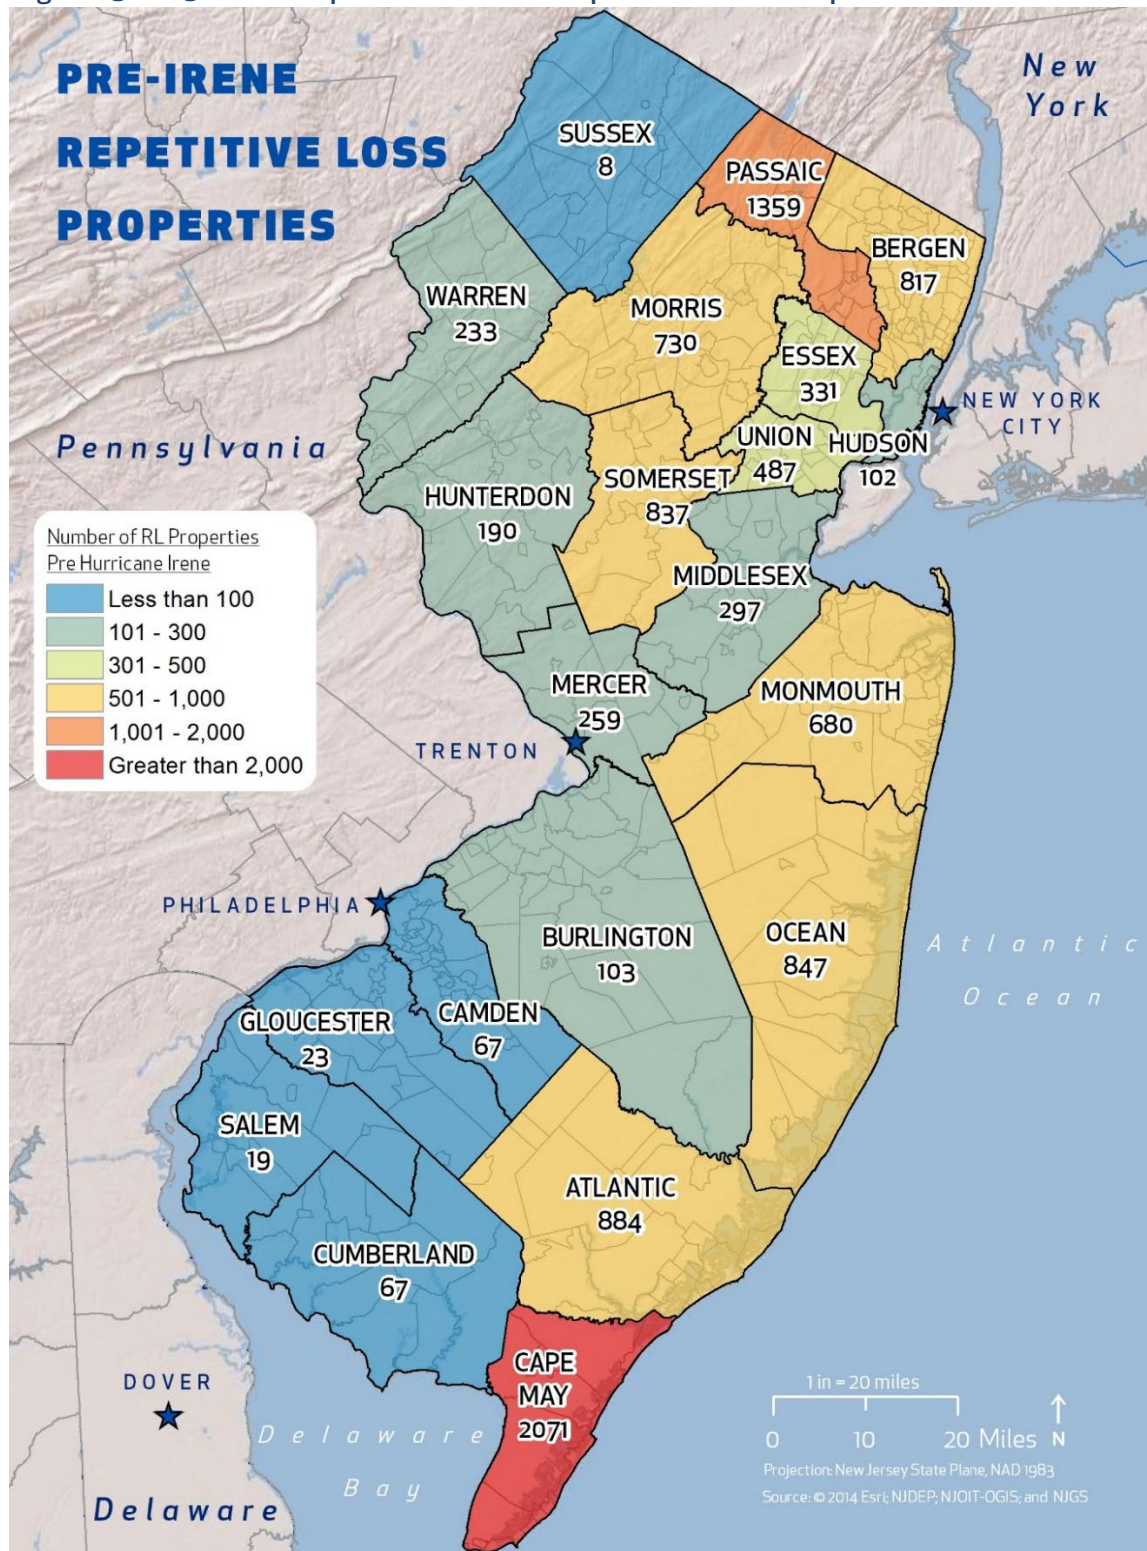 PRE-IRENE
REPETITIVE LOSS
PROPERTIES
New
York
SUSSEX
8
PASSAIC
1359
BERGEN
817
WARREN
233
MORRIS
730
ESSEX
331
NEW YORK
CITY
Pennsylvania
UNION
487
HUDSON
102
HUNTERDON
190
SOMERSET
837
MIDDLESEX
297
Number of RL Properties
Pre Hurricane Irene
Less than 100
101 - 300
301 - 500
501 - 1,000
1,001 - 2,000
Greater than 2,000
MERCER
259
MONMOUTH
680
TRENTON
PHILADELPHIA
BURLINGTON
103
OCEAN
847
Atlantic
Ocean
GLOUCESTER
23
CAMDEN
67
SALEM
19
ATLANTIC
884
CUMBERLAND
67
CAPE
MAY
2071
DOVER
Delaware
Bay
Delaware
1 in = 20 miles
0 10 20 Miles N
Projection: New Jersey State Plane, NAD 1983
Source: © 2014 Esri; NJDEP; NJOIT-OGIS; and NJGS